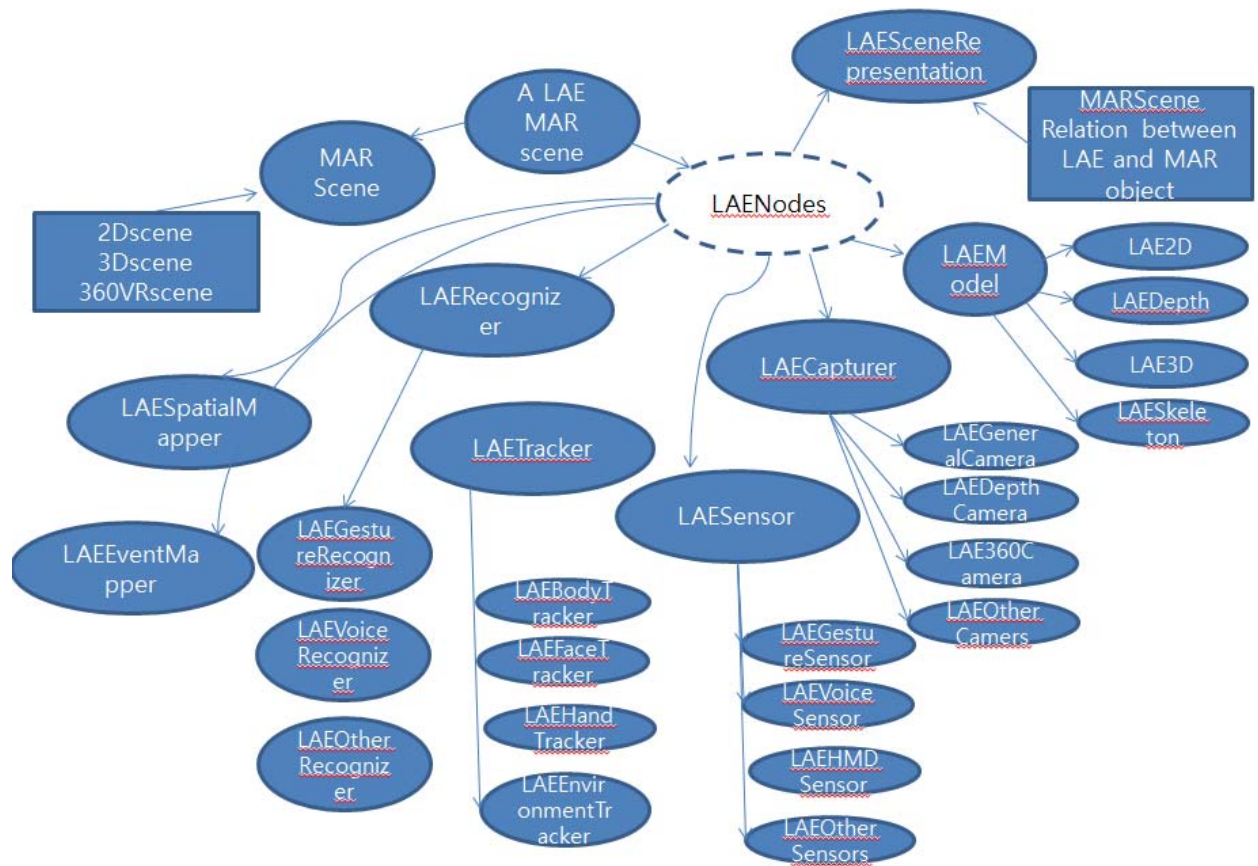 LAESceneRe
presentation
A LAE
MAR
scene
MARScene
Relation between
LAE and MAR
object
MAR
Scene
LAENodes
2Dscene
3Dscene
360VRscene
LAEM
odel
LAE2D
LAEDepth
LAE3D
LAESkele
ton
LAERecogniz
er
LAECapturer
LAESpatialM
apper
LAETracker
LAEGener
alCamera
LAEDepth
Camera
LAE360C
amera
LAEOther
Camers
LAESensor
LAEEventMa
pper
LAEGestu
reRecogn
izer
LAEVoice
Recogniz
er
LAEOther
Recogniz
er
LAEBodyT
racker
LAEFaceT
racker
LAEHand
Tracker
LAEEnvir
onmentTr
acker
LAEGestu
reSensor
LAEVoice
Sensor
LAEHMD
Sensor
LAEOther
Sensors